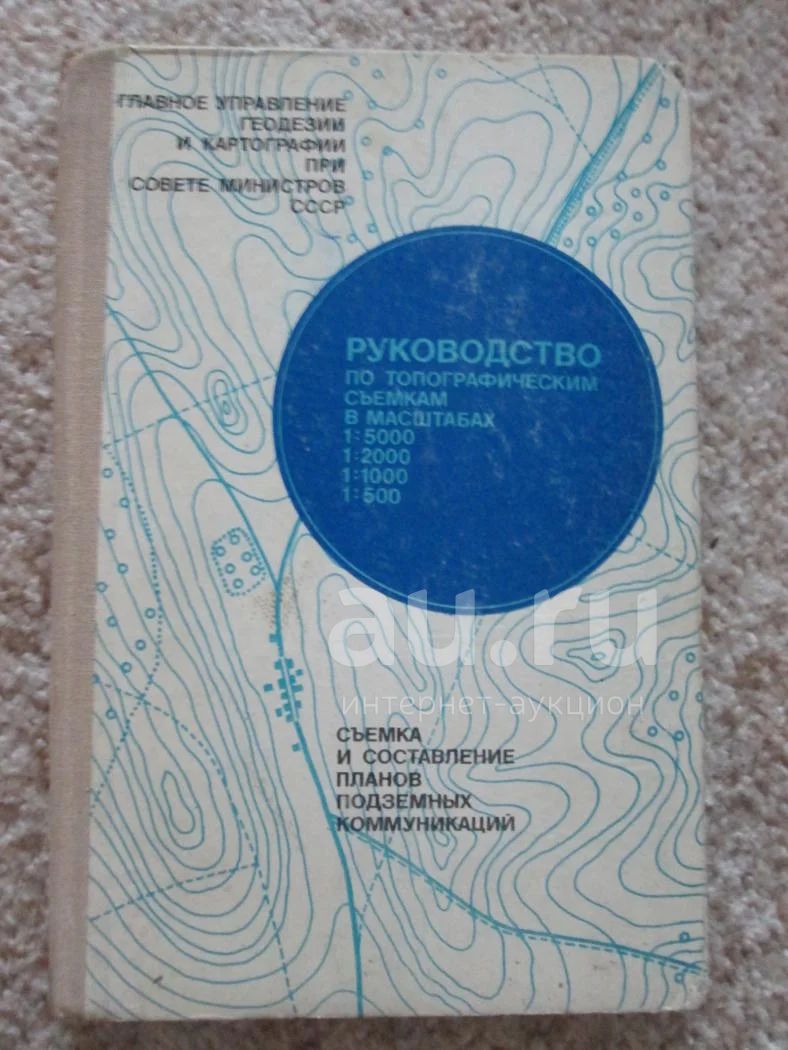 ГЛАВНОЕ УПРАВЛЕНИЕ
ГЕОДЕЗИИ
И КАРТОГРАФИИ
ПРИ
СОВЕТЕ МИНИСТРОВ
СССР
РУКОВОДСТВО
ПО ТОПОГРАФИЧЕСКИМ
СЪЕМКАМ
В МАСШТАБАХ
1:5000
1:2000
1:1000
1:500
au.ru
интернет-аукцион
СЪЕМКА
И СОСТАВЛЕНИЕ
ПЛАНОВ
ПОДЗЕМНЫХ
КОММУНИКАЦИЙ